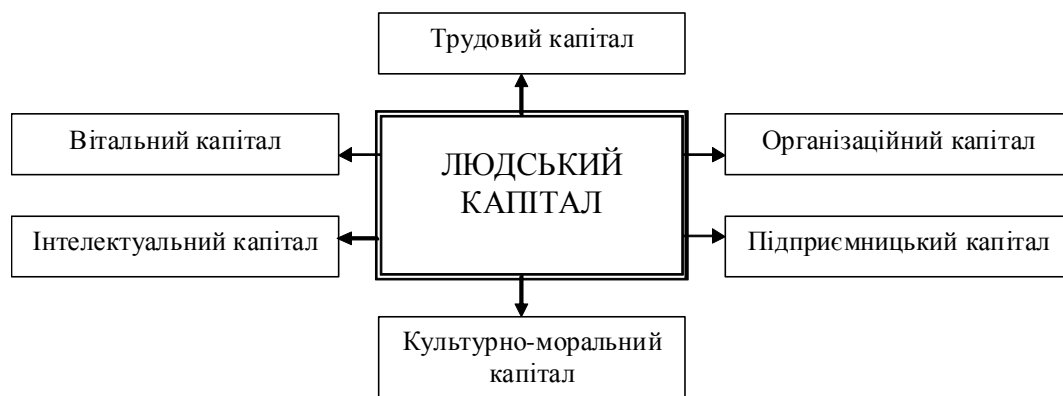 Трудовий капітал
Вітальний капітал
ЛЮДСЬКИЙ
КАПІТАЛ
Організаційний капітал
Інтелектуальний капітал
Підприємницький капітал
Культурно-моральний
капітал